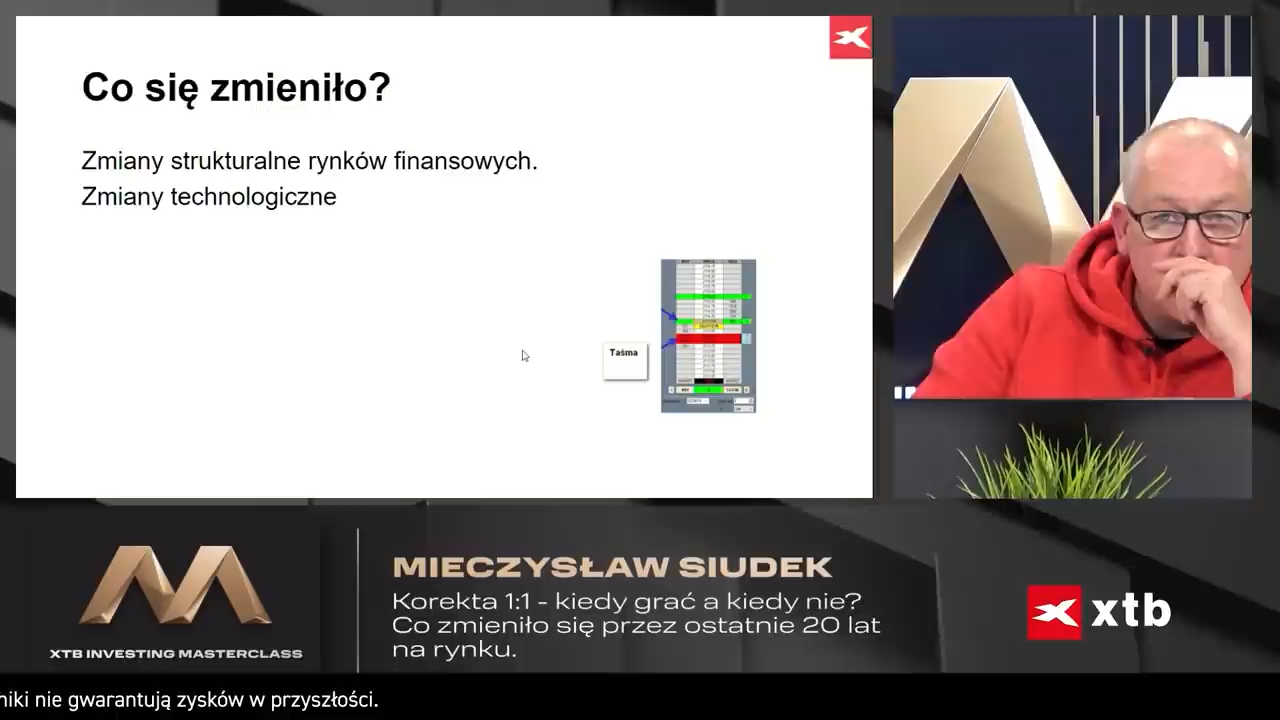 Co się zmieniło?
Zmiany strukturalne rynków finansowych.
Zmiany technologiczne
Taśma
MIECZYSŁAW SIUDEK
Korekta 1:1 - kiedy grać a kiedy nie?
Co zmieniło się przez ostatnie 20 lat
na rynku.
XTB INVESTING MASTERCLASS
xtb
niki nie gwarantują zysków w przyszłości.